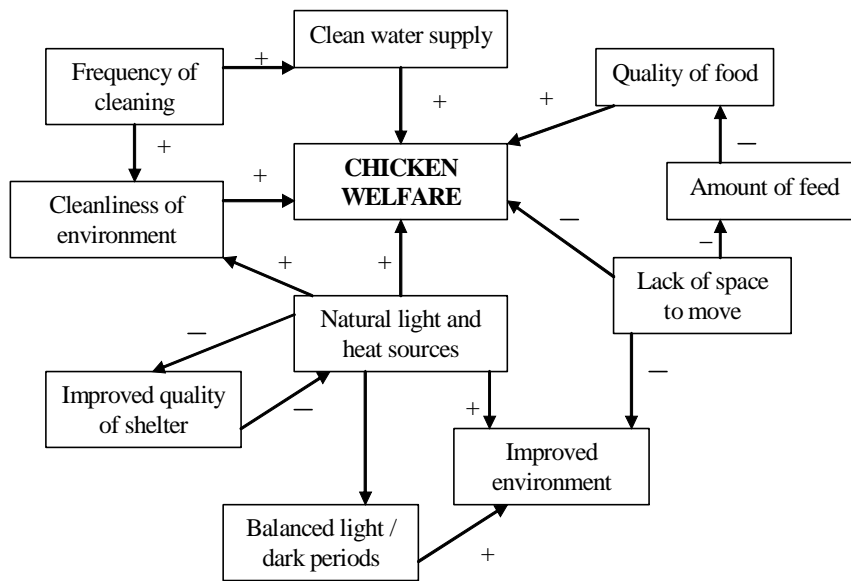 Clean water supply
Frequency of
cleaning
+
Quality of food
+
+
+
—
CHICKEN
WELFARE
Amount of feed
+
Cleanliness of
environment
—
–
+
+
Lack of space
to move
Natural light and
heat sources
—
—
Improved quality
of shelter
—
+
Improved
environment
Balanced light /
dark periods
+